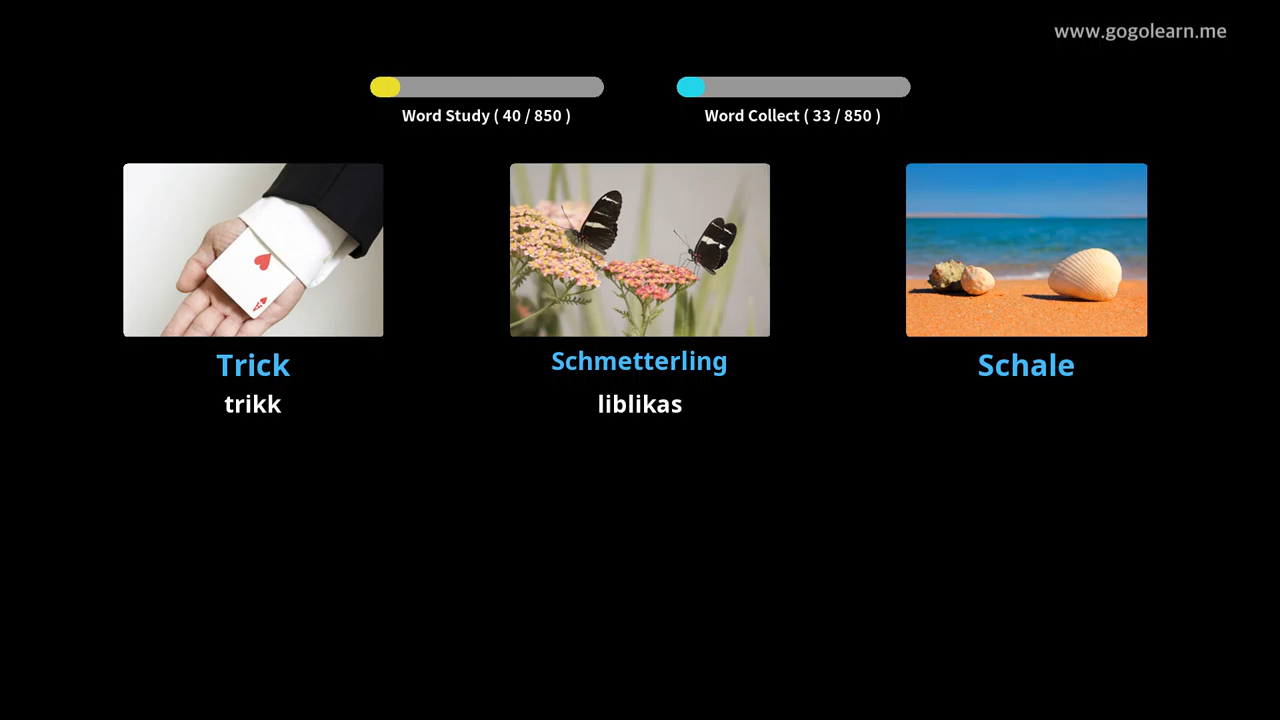 www.gogolearn.me
Word Study ( 40 / 850 )
Word Collect ( 33 / 850 )
Trick
trikk
Schmetterling
liblikas
Schale